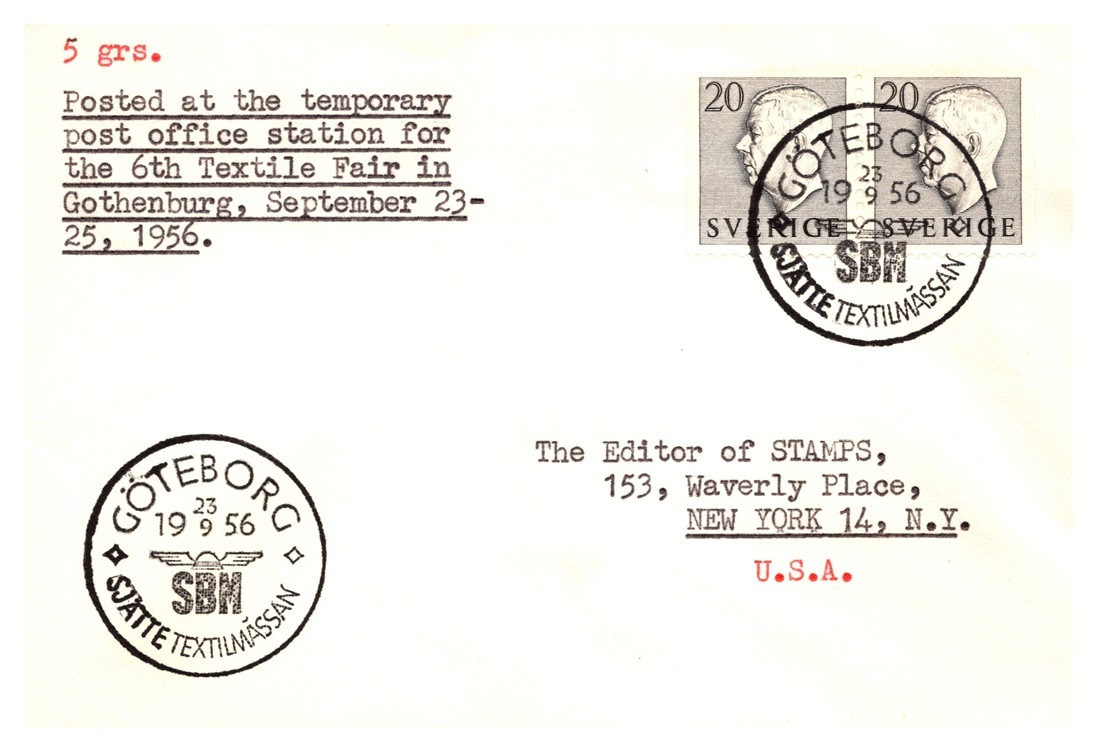 5 grs.
Posted at the temporary
post office station for
the 6th Textile Fair in
Gothenburg, September 23-
25, 1956.
20 20
SVERIGE SVERIGE
GÖTEBORG
23
19 9 56
SBM
SJÄTTE TEXTILMÄSSAN
The Editor of STAMPS,
153, Waverly Place,
NEW YORK 14, N.Y.
U.S.A.
GÖTEBORG
23
19 9 56
SBM
SJÄTTE TEXTILMÄSSAN